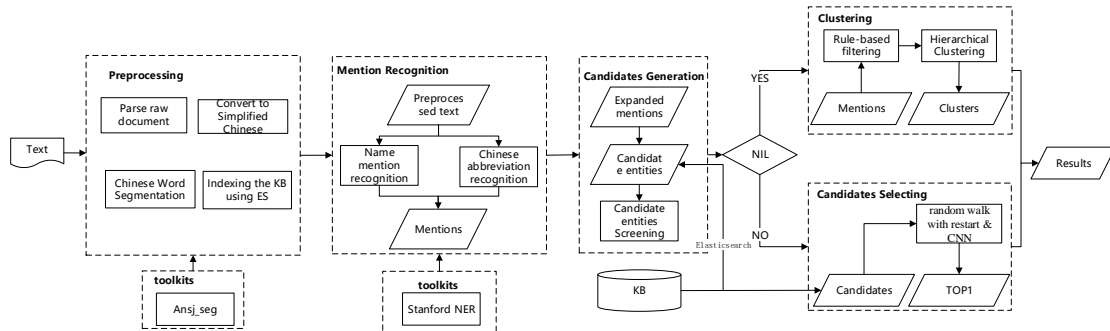 Text
Preprocessing
Parse raw
document
Convert to
Simplified
Chinese
Chinese Word
Segmentation
Indexing the KB
using ES
toolkits
Ansj_seg
Mention Recognition
Preproces
sed text
Name
mention
recognition
Chinese
abbreviation
recognition
Mentions
toolkits
Stanford NER
Candidates Generation
Expanded
mentions
Candidat
e entities
Candidate
entities
Screening
KB
Elasticsearch
NIL
YES
NO
Clustering
Rule-based
filtering
Hierarchical
Clustering
Mentions
Clusters
Candidates Selecting
random walk
with restart &
CNN
Candidates
TOP1
Results